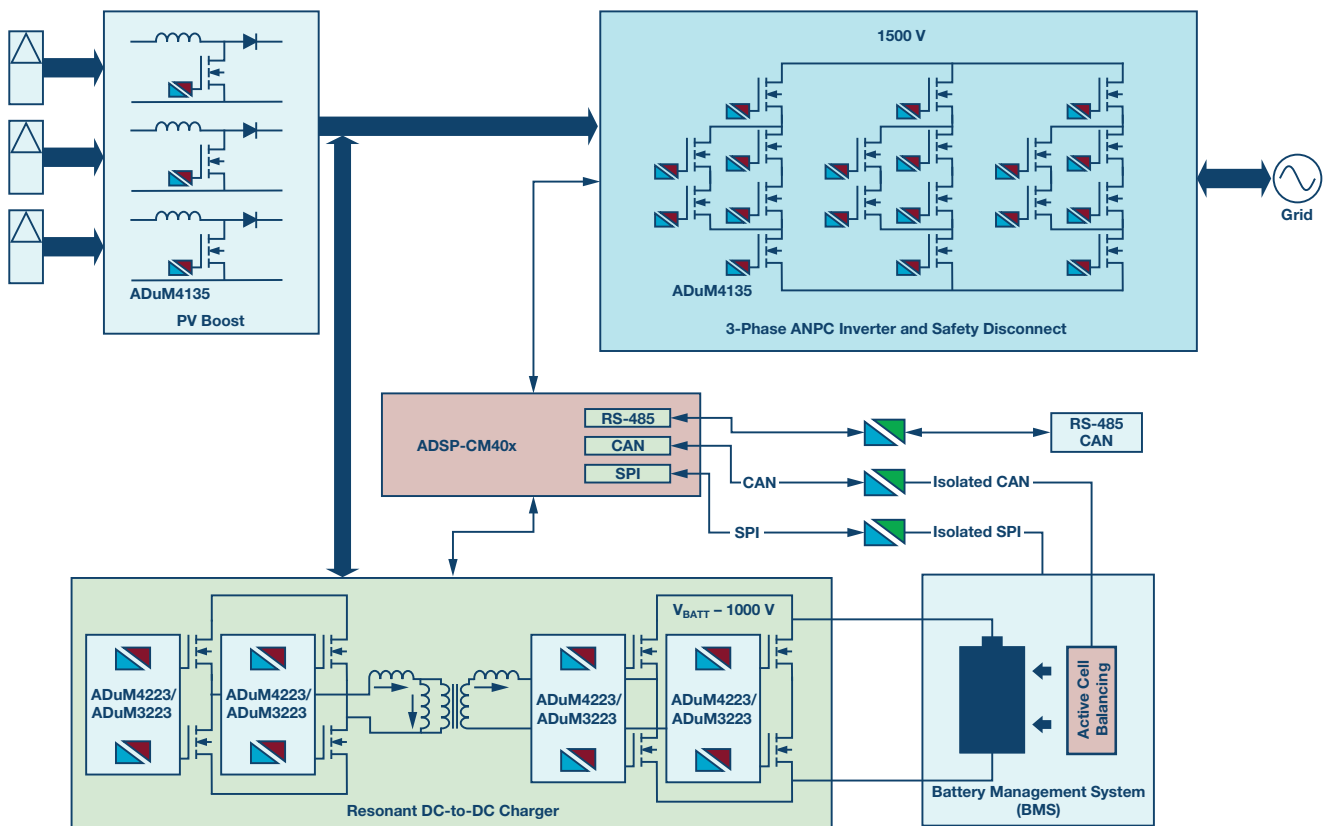 1500 V
ADuM4135
PV Boost
ADuM4135
3-Phase ANPC Inverter and Safety Disconnect
Grid
ADSP-CM40x
RS-485
CAN
SPI
RS-485
CAN
CAN
Isolated CAN
SPI
Isolated SPI
VBATT – 1000 V
ADuM4223/
ADuM3223
ADuM4223/
ADuM3223
ADuM4223/
ADuM3223
ADuM4223/
ADuM3223
Resonant DC-to-DC Charger
Active Cell
Balancing
Battery Management System
(BMS)